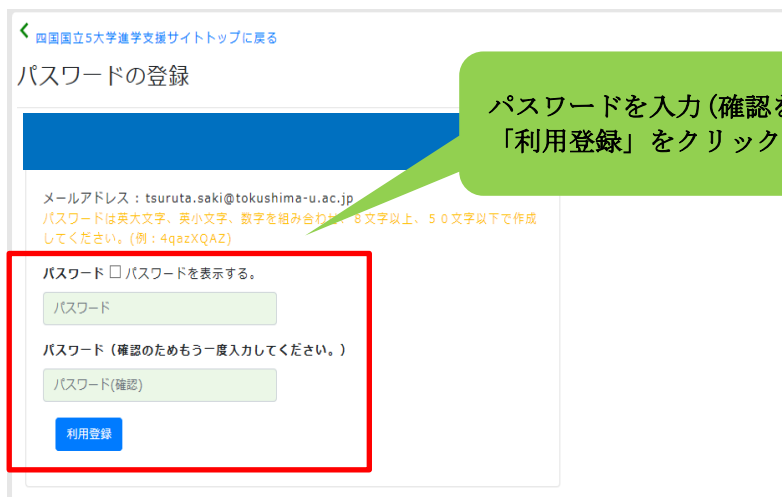 四国国立5大学進学支援サイトトップに戻る
パスワードの登録
パスワードを入力(確認を
「利用登録」をクリック
メールアドレス : tsuruta.saki@tokushima-u.ac.jp
パスワードは英大文字、英小文字、数字を組み合わせ、8文字以上、50文字以下で作成
してください。(例 : 4qazXQAZ)
パスワード パスワードを表示する。
パスワード
パスワード(確認のためもう一度入力してください。)
パスワード(確認)
利用登録